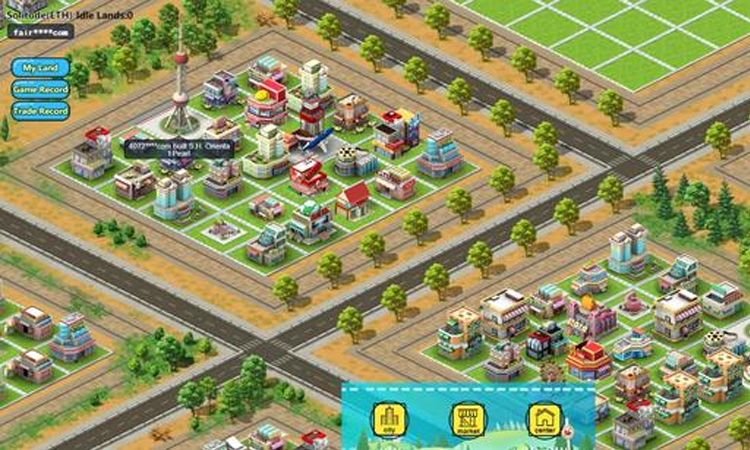 Solitude(ETH) Idle Lands:0
fair****com
My Land
Game Record
Trade Record
4072***com built S.H. Orienta
l Pearl
city
market
center